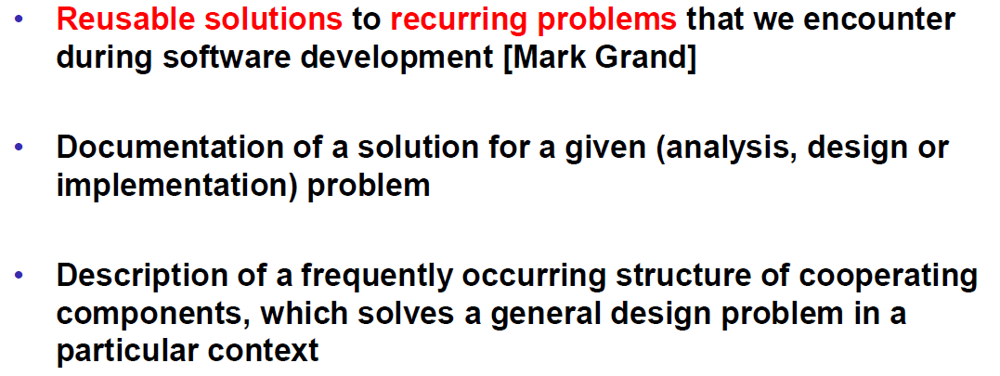 • Reusable solutions to recurring problems that we encounter
during software development [Mark Grand]
• Documentation of a solution for a given (analysis, design or
implementation) problem
• Description of a frequently occurring structure of cooperating
components, which solves a general design problem in a
particular context